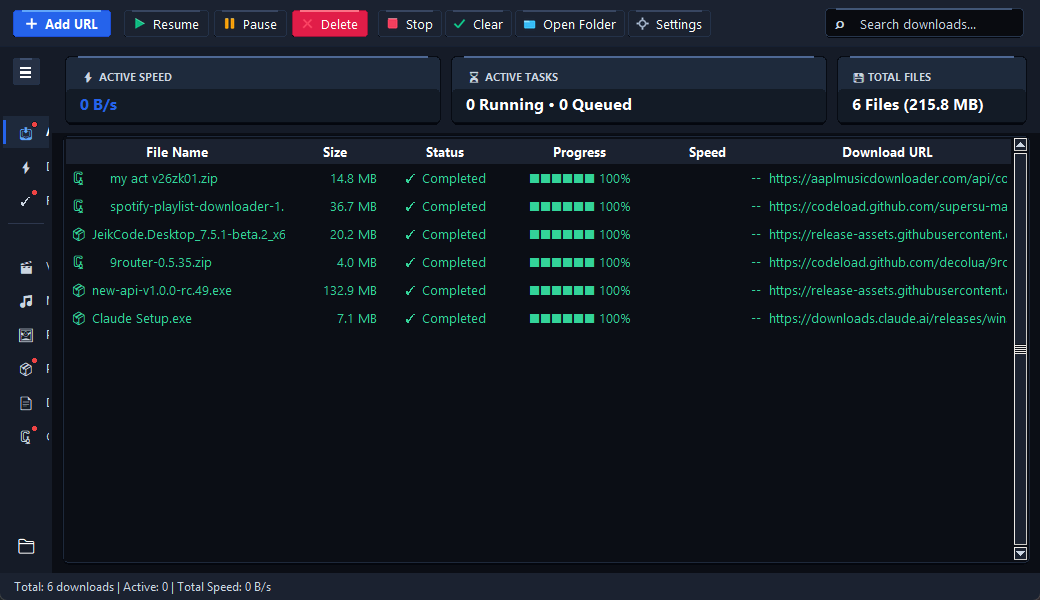 + Add URL Resume Pause Delete Stop Clear Open Folder Settings Search downloads...
ACTIVE SPEED ACTIVE TASKS TOTAL FILES
0 B/s 0 Running • 0 Queued 6 Files (215.8 MB)
File Name Size Status Progress Speed Download URL
my act v26zk01.zip 14.8 MB ✓ Completed 100% -- https://aaplmusicdownloader.com/api/co
spotify-playlist-downloader-1. 36.7 MB ✓ Completed 100% -- https://codeload.github.com/supersu-ma
JeikCode.Desktop_7.5.1-beta.2_x6 20.2 MB ✓ Completed 100% -- https://release-assets.githubusercontent.
9router-0.5.35.zip 4.0 MB ✓ Completed 100% -- https://codeload.github.com/decolua/9rc
new-api-v1.0.0-rc.49.exe 132.9 MB ✓ Completed 100% -- https://release-assets.githubusercontent.
Claude Setup.exe 7.1 MB ✓ Completed 100% -- https://downloads.claude.ai/releases/win
Total: 6 downloads | Active: 0 | Total Speed: 0 B/s